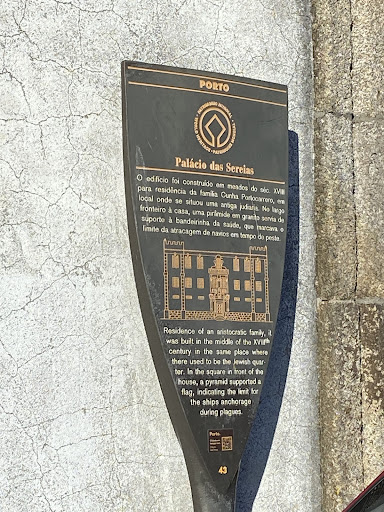 PORTO
Palácio das Sereias
O edifício foi construído em meados do séc. XVIII
para residência da família Cunha Portocarrero, em
local onde se situou uma antiga judiaria. No largo
fronteiro à casa, uma pirâmide em granito servia de
suporte à bandeirinha da saúde, que marcava o
limite da atracagem de navios em tempo de peste.
Residence of an aristocratic family, it
was built in the middle of the XVIIIth
century in the same place where
there used to be the Jewish quar-
ter. In the square in front of the
house, a pyramid supported a
flag, indicating the limit for
the ships anchorage
during plagues.
Porto.
43